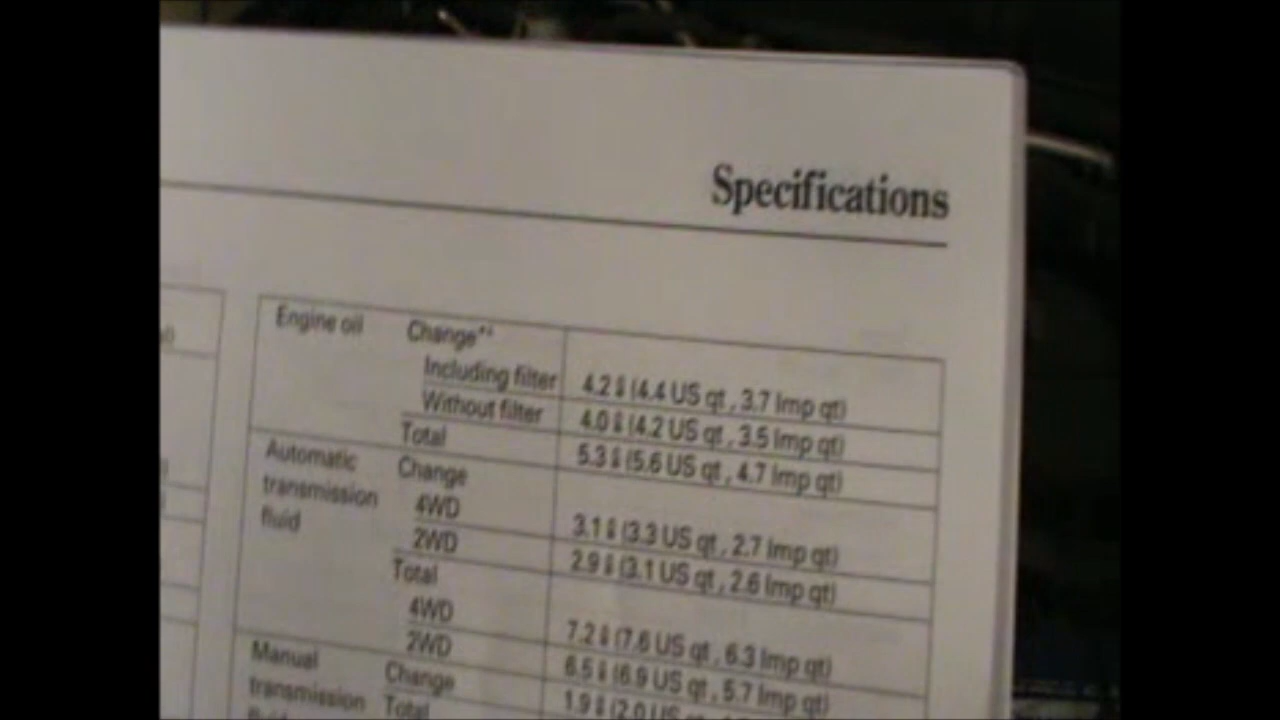 Specifications
Engine oil Change*¹
Including filter 4.2 ℓ (4.4 US qt , 3.7 Imp qt)
Without filter 4.0 ℓ (4.2 US qt , 3.5 Imp qt)
Total 5.3 ℓ (5.6 US qt , 4.7 Imp qt)
Automatic transmission fluid Change
4WD 3.1 ℓ (3.3 US qt , 2.7 Imp qt)
2WD 2.9 ℓ (3.1 US qt , 2.6 Imp qt)
Total
4WD 7.2 ℓ (7.6 US qt , 6.3 Imp qt)
2WD 6.5 ℓ (6.9 US qt , 5.7 Imp qt)
Manual transmission Change 1.9 ℓ (2.0 US
Total